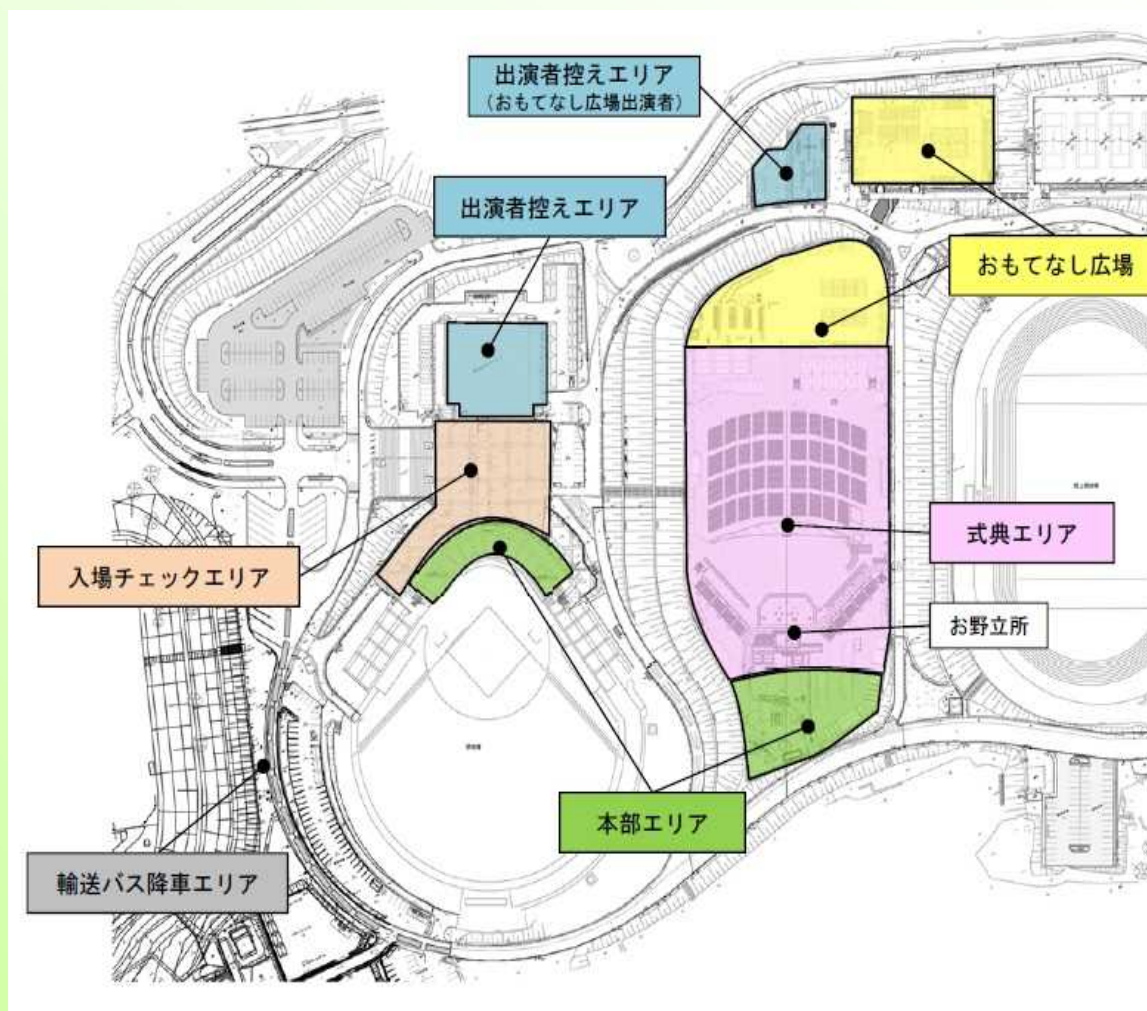 出演者控えエリア
（おもてなし広場出演者）
出演者控えエリア
おもてなし広場
式典エリア
入場チェックエリア
お野立所
本部エリア
輸送バス降車エリア